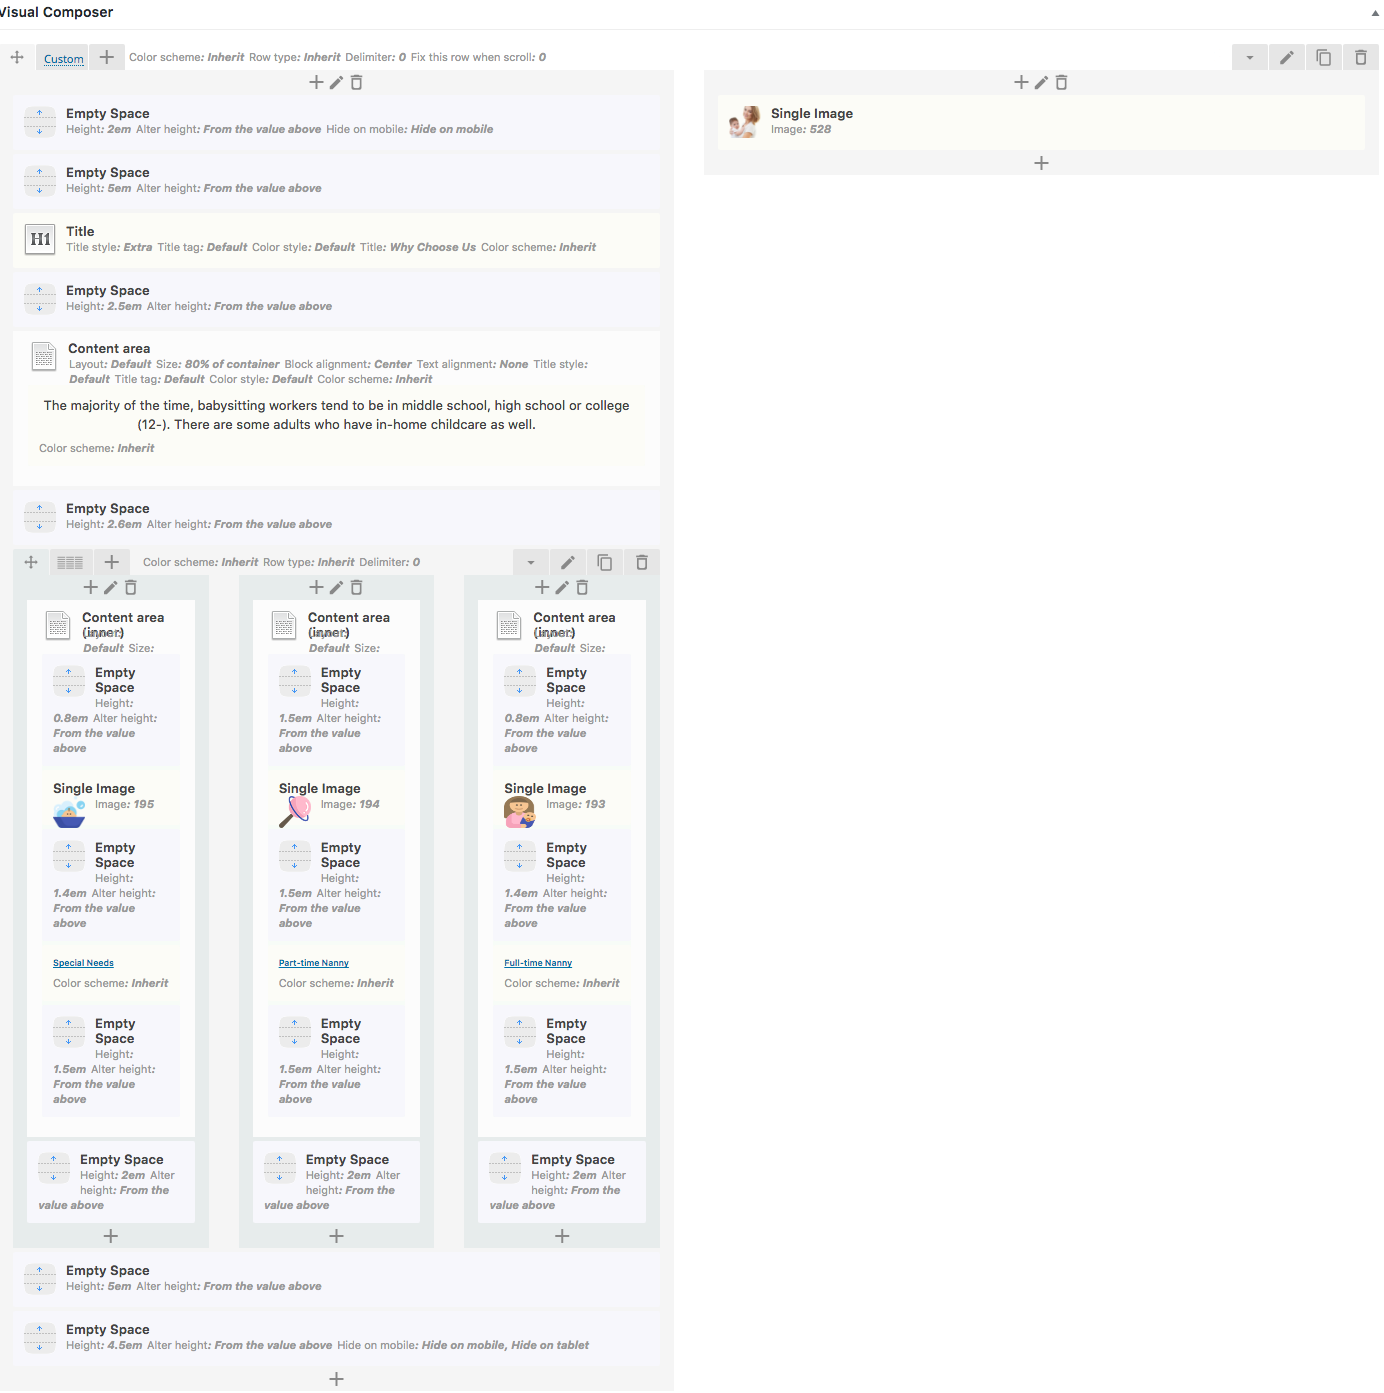 Visual Composer
Custom
Color scheme: Inherit Row type: Inherit Delimiter: 0 Fix this row when scroll: 0
Empty Space
Height: 2em Alter height: From the value above Hide on mobile: Hide on mobile
Empty Space
Height: 5em Alter height: From the value above
H1
Title
Title style: Extra Title tag: Default Color style: Default Title: Why Choose Us Color scheme: Inherit
Empty Space
Height: 2.5em Alter height: From the value above
Content area
Layout: Default Size: 80% of container Block alignment: Center Text alignment: None Title style:
Default Title tag: Default Color style: Default Color scheme: Inherit
The majority of the time, babysitting workers tend to be in middle school, high school or college
(12-). There are some adults who have in-home childcare as well.
Color scheme: Inherit
Empty Space
Height: 2.6em Alter height: From the value above
Color scheme: Inherit Row type: Inherit Delimiter: 0
Content area
(inner)
Layout:
Default Size:
Empty
Space
Height:
0.8em Alter height:
From the value
above
Single Image
Image: 195
Empty
Space
Height:
1.4em Alter height:
From the value
above
Special Needs
Color scheme: Inherit
Empty
Space
Height:
1.5em Alter height:
From the value
above
Empty Space
Height: 2em Alter
height: From the
value above
Content area
(inner)
Layout:
Default Size:
Empty
Space
Height:
1.5em Alter height:
From the value
above
Single Image
Image: 194
Empty
Space
Height:
1.5em Alter height:
From the value
above
Part-time Nanny
Color scheme: Inherit
Empty
Space
Height:
1.5em Alter height:
From the value
above
Empty Space
Height: 2em Alter
height: From the
value above
Content area
(inner)
Layout:
Default Size:
Empty
Space
Height:
0.8em Alter height:
From the value
above
Single Image
Image: 193
Empty
Space
Height:
1.4em Alter height:
From the value
above
Full-time Nanny
Color scheme: Inherit
Empty
Space
Height:
1.5em Alter height:
From the value
above
Empty Space
Height: 2em Alter
height: From the
value above
Empty Space
Height: 5em Alter height: From the value above
Empty Space
Height: 4.5em Alter height: From the value above Hide on mobile: Hide on mobile, Hide on tablet
Single Image
Image: 528